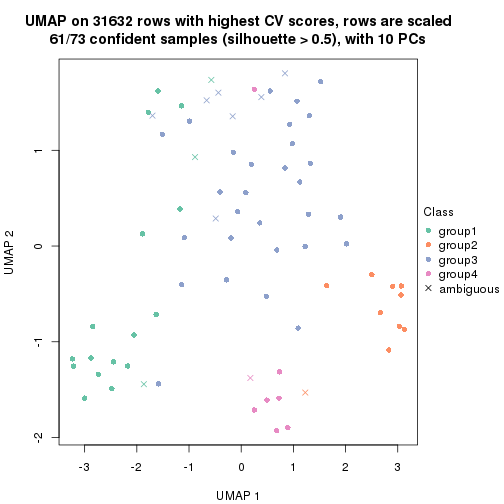 UMAP on 31632 rows with highest CV scores, rows are scaled
61/73 confident samples (silhouette > 0.5), with 10 PCs
1
0
-1
-2
UMAP 2
-3
-2
-1
0
1
2
3
UMAP 1
Class
group1
group2
group3
group4
ambiguous